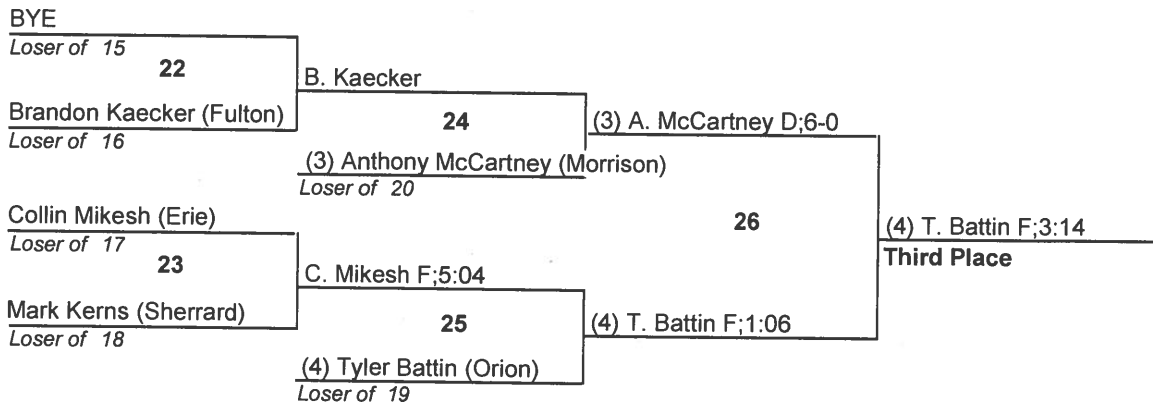 BYE
Loser of 15
22
B. Kaecker
Brandon Kaecker (Fulton)
Loser of 16
24
(3) A. McCartney D;6-0
(3) Anthony McCartney (Morrison)
Loser of 20
Collin Mikesh (Erie)
Loser of 17
26
(4) T. Battin F;3:14
Third Place
23
C. Mikesh F;5:04
Mark Kerns (Sherrard)
Loser of 18
25
(4) T. Battin F;1:06
(4) Tyler Battin (Orion)
Loser of 19